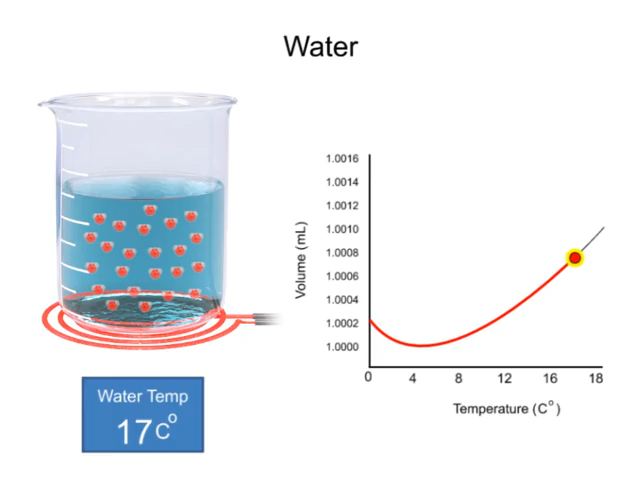 Water
1.0016
1.0014
1.0012
1.0010
1.0008
1.0006
1.0004
1.0002
1.0000
Volume (mL)
0 4 8 12 16 18
Temperature (C°)
Water Temp
17 C°